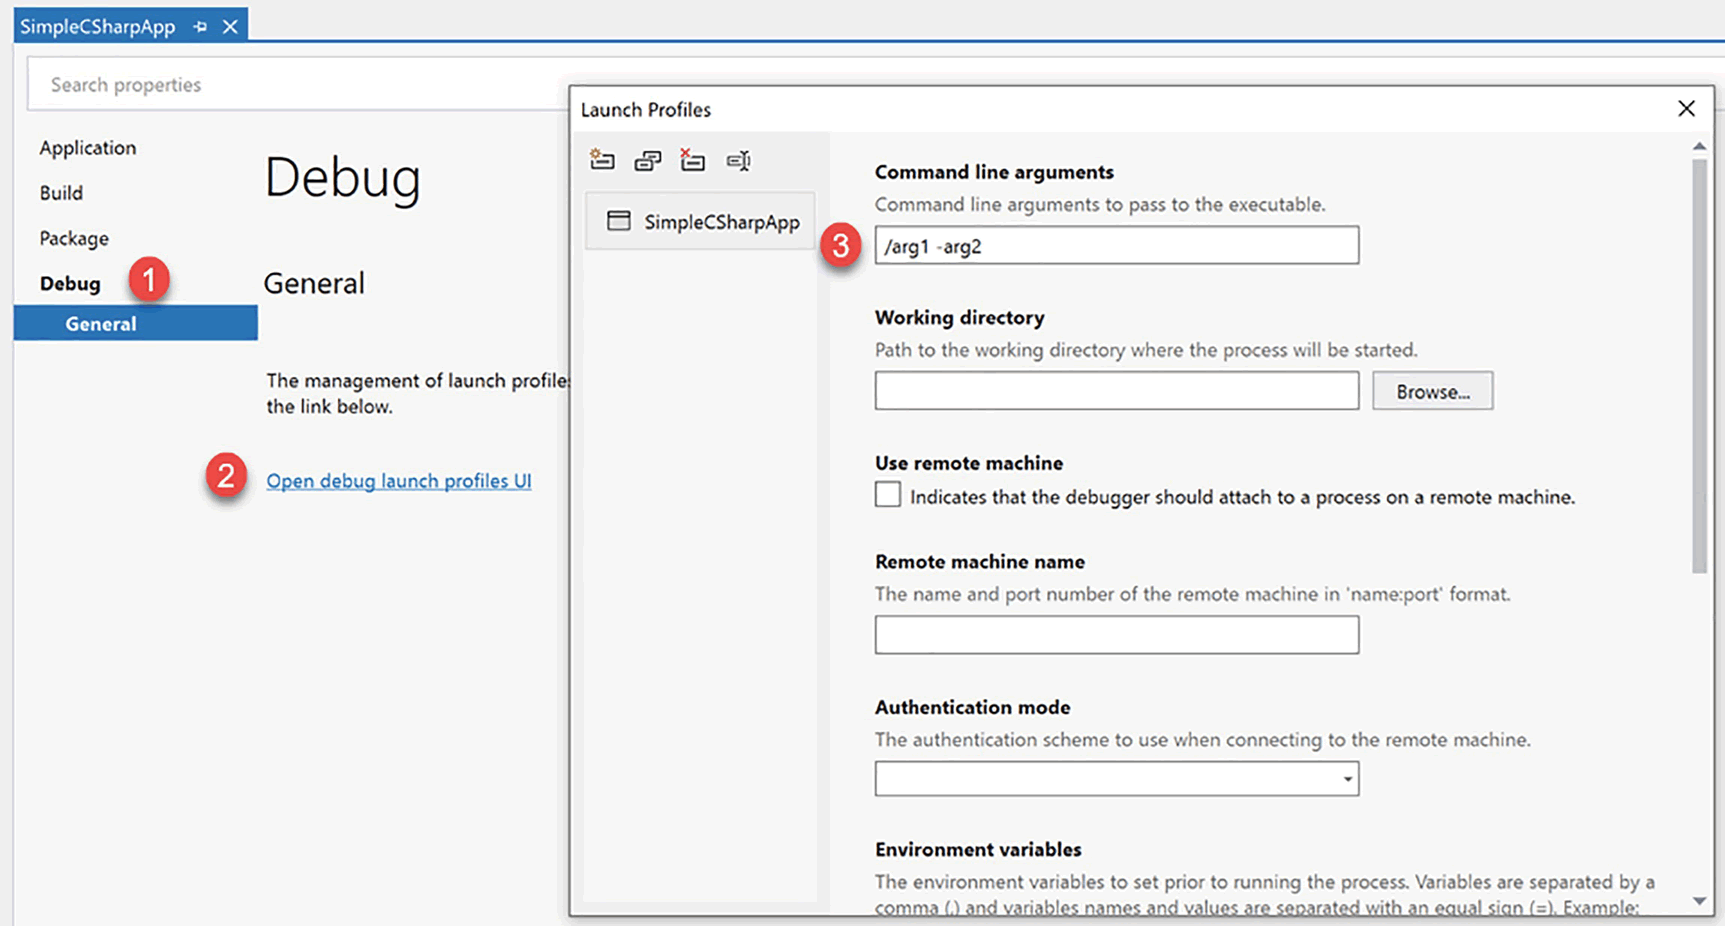 SimpleCSharpApp
Search properties
Application
Build
Package
Debug
1
General
Debug
General
The management of launch profiles
the link below.
2
Open debug launch profiles UI
Launch Profiles
SimpleCSharpApp
Command line arguments
Command line arguments to pass to the executable.
3
/arg1 -arg2
Working directory
Path to the working directory where the process will be started.
Browse...
Use remote machine
Indicates that the debugger should attach to a process on a remote machine.
Remote machine name
The name and port number of the remote machine in 'name:port' format.
Authentication mode
The authentication scheme to use when connecting to the remote machine.
Environment variables
The environment variables to set prior to running the process. Variables are separated by a
comma (,) and variables names and values are separated with an equal sign (=). Example: